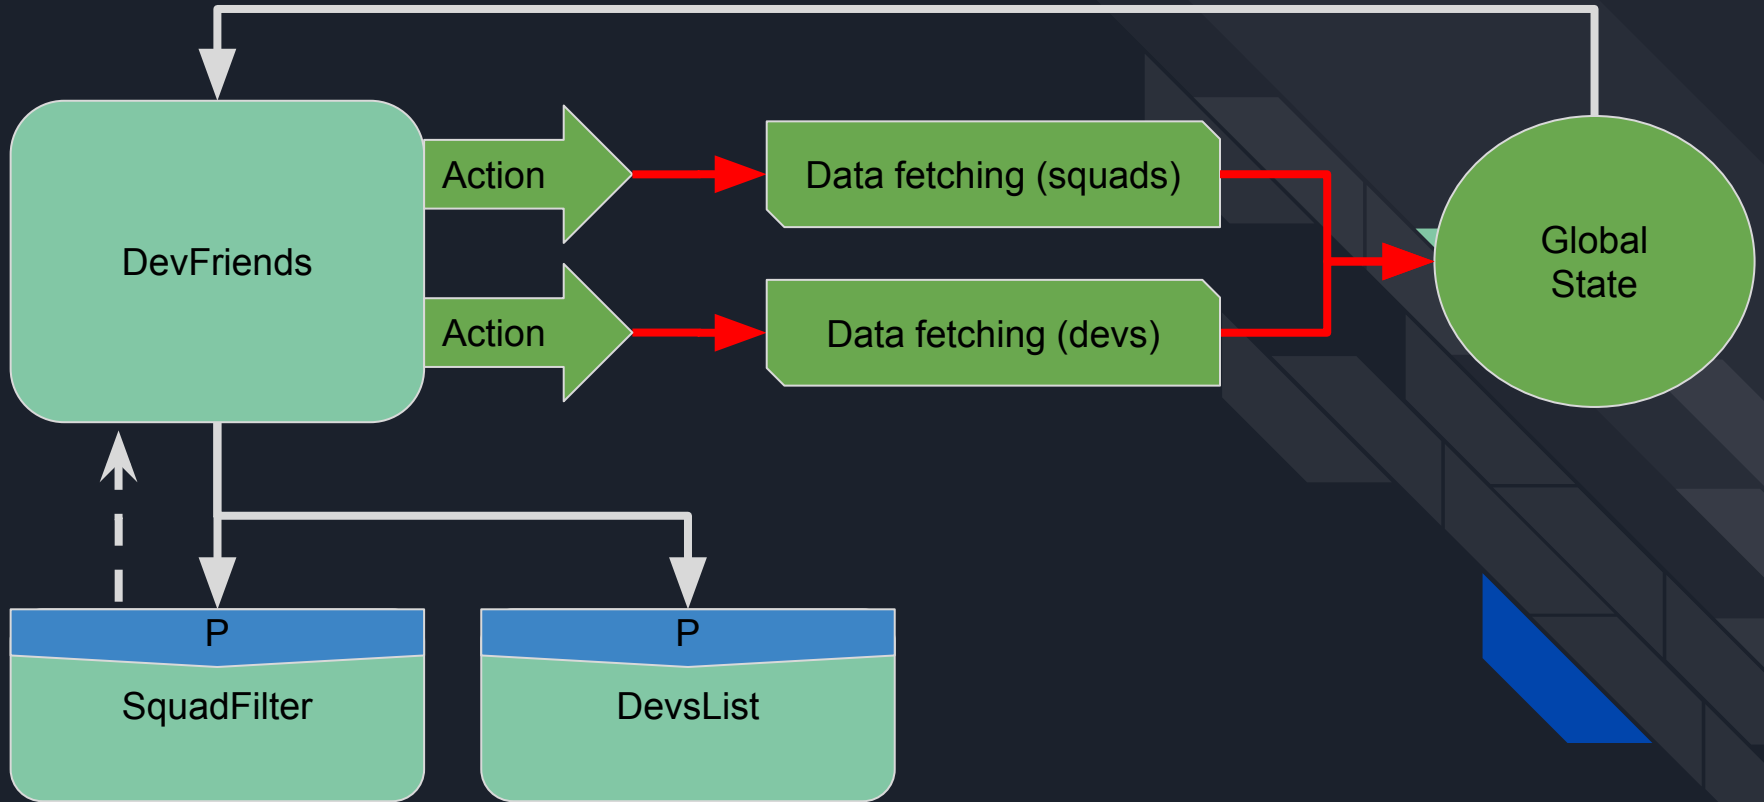 Action
Data fetching (squads)
DevFriends
Global
State
Action
Data fetching (devs)
P
P
SquadFilter
DevsList